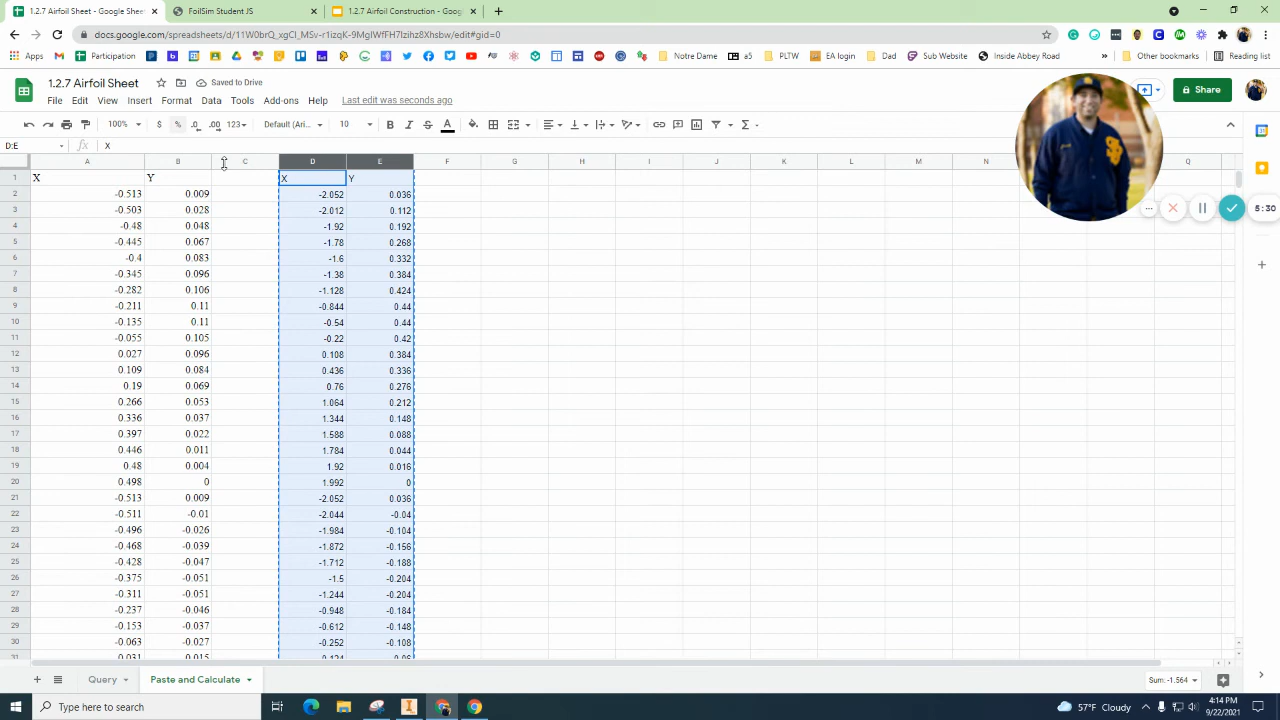 1.2.7 Airfoil Sheet - Google She
FoilSim Student JS
1.2.7 Airfoil Construction - Goog
docs.google.com/spreadsheets/d/11W0brQ_xgCI_MSv-r1izqK-9MgIWfFH7Izihz8Xhsbw/edit#gid=0
Apps Gmail Participation Notre Dame a5 PLTW EA login Dad Inside Abbey Road Other bookmarks Reading list
1.2.7 Airfoil Sheet Saved to Drive
File Edit View Insert Format Data Tools Add-ons Help Last edit was seconds ago Share
100% $ % .0 .00 123 Default (Ari... 10 B I S A
D:E fx X
5:30
A B C D E F G H I J K L M N Q
1 X Y X Y
2 -0.513 0.009 -2.052 0.036
3 -0.503 0.028 -2.012 0.112
4 -0.48 0.048 -1.92 0.192
5 -0.445 0.067 -1.78 0.268
6 -0.4 0.083 -1.6 0.332
7 -0.345 0.096 -1.38 0.384
8 -0.282 0.106 -1.128 0.424
9 -0.211 0.11 -0.844 0.44
10 -0.135 0.11 -0.54 0.44
11 -0.055 0.105 -0.22 0.42
12 0.027 0.096 0.108 0.384
13 0.109 0.084 0.436 0.336
14 0.19 0.069 0.76 0.276
15 0.266 0.053 1.064 0.212
16 0.336 0.037 1.344 0.148
17 0.397 0.022 1.588 0.088
18 0.446 0.011 1.784 0.044
19 0.48 0.004 1.92 0.016
20 0.498 0 1.992 0
21 -0.513 0.009 -2.052 0.036
22 -0.511 -0.01 -2.044 -0.04
23 -0.496 -0.026 -1.984 -0.104
24 -0.468 -0.039 -1.872 -0.156
25 -0.428 -0.047 -1.712 -0.188
26 -0.375 -0.051 -1.5 -0.204
27 -0.311 -0.051 -1.244 -0.204
28 -0.237 -0.046 -0.948 -0.184
29 -0.153 -0.037 -0.612 -0.148
30 -0.063 -0.027 -0.252 -0.108
Query Paste and Calculate Sum: -1.564
Type here to search 57°F Cloudy 4:14 PM
9/22/2021